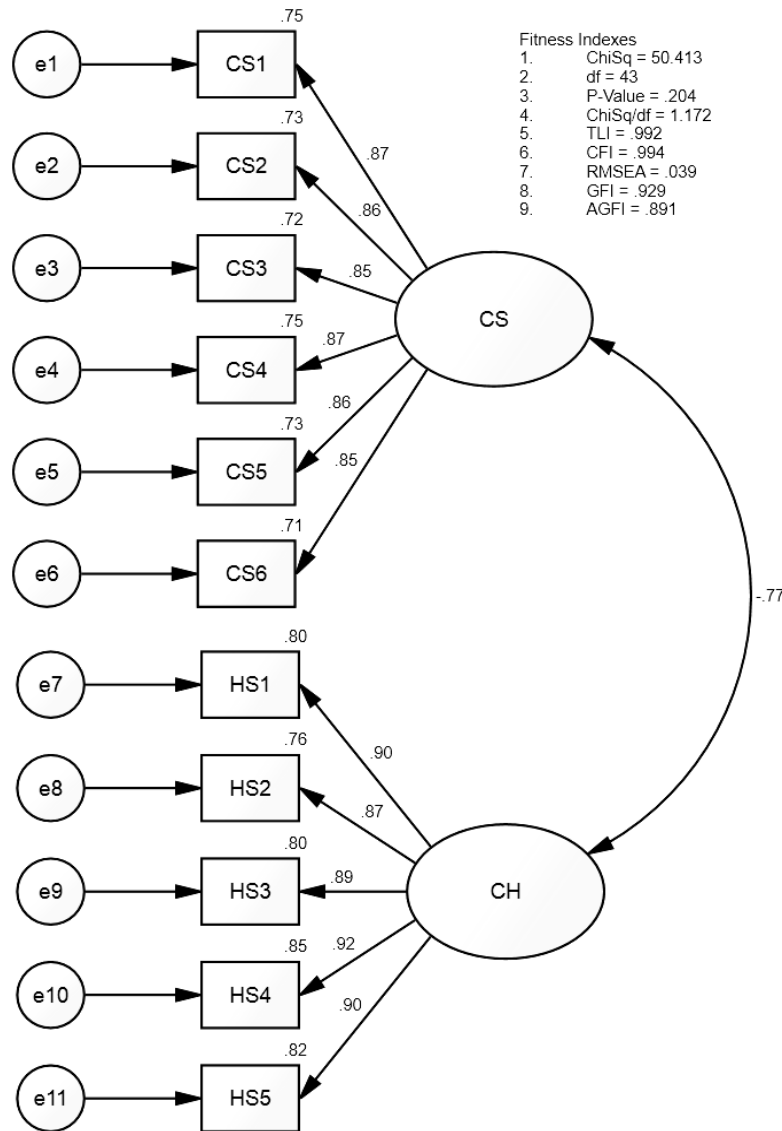 Fitness Indexes
1. ChiSq = 50.413
2. df = 43
3. P-Value = .204
4. ChiSq/df = 1.172
5. TLI = .992
6. CFI = .994
7. RMSEA = .039
8. GFI = .929
9. AGFI = .891
.75
e1 CS1
.87
.73
e2 CS2
.86
.72
e3 CS3
.85
CS
.75
e4 CS4
.87
.73
e5 CS5
.86
.71
e6 CS6
.85
-.77
.80
e7 HS1
.90
.76
e8 HS2
.87
.80
e9 HS3
.89
CH
.85
e10 HS4
.92
.82
e11 HS5
.90